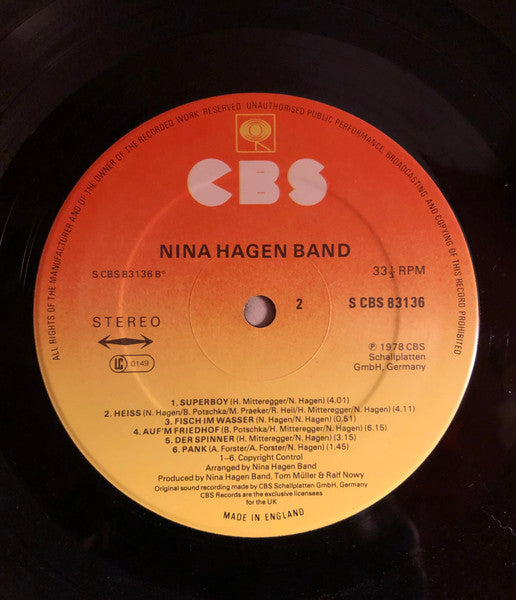 ALL RIGHTS OF THE MANUFACTURER AND OF THE OWNER OF THE RECORDED WORK RESERVED. UNAUTHORISED PUBLIC PERFORMANCE, BROADCASTING AND COPYING OF THIS RECORD PROHIBITED
CBS
NINA HAGEN BAND
S CBS 83136 B°
33⅓ RPM
2
S CBS 83136
STEREO
LC 0149
℗ 1978 CBS
Schallplatten
GmbH, Germany
1. SUPERBOY (H. Mitteregger/N. Hagen) (4.01)
2. HEISS (N. Hagen/B. Potschka/M. Praeker/R. Heil/H. Mitteregger/N. Hagen) (4.11)
3. FISCH IM WASSER (N. Hagen) (0.51)
4. AUF'M FRIEDHOF (B. Potschka/H. Mitteregger/N. Hagen) (6.15)
5. DER SPINNER (H. Mitteregger/N. Hagen) (3.15)
6. PANK (A. Forster/A. Forster/N. Hagen) (1.45)
1-6. Copyright Control
Arranged by Nina Hagen Band
Produced by Nina Hagen Band, Tom Müller & Ralf Nowy
Original sound recording made by CBS Schallplatten GmbH, Germany
CBS Records are the exclusive licensees
for the UK
MADE IN ENGLAND